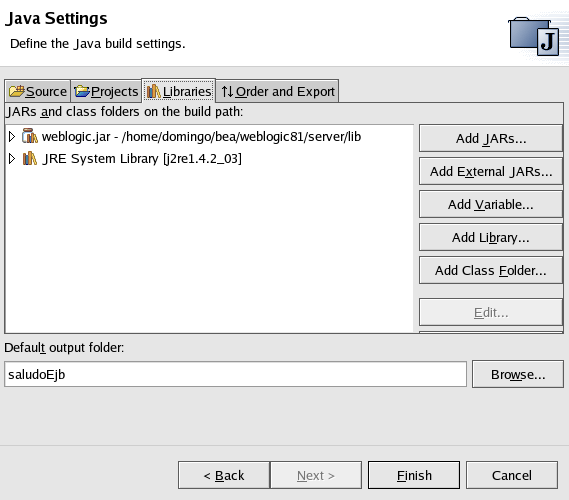 Java Settings
Define the Java build settings.
J
Source Projects Libraries Order and Export
JARs and class folders on the build path:
weblogic.jar - /home/domingo/bea/weblogic81/server/lib
JRE System Library [j2re1.4.2_03]
Add JARs...
Add External JARs...
Add Variable...
Add Library...
Add Class Folder...
Edit...
Default output folder:
saludoEjb
Browse...
< Back Next > Finish Cancel